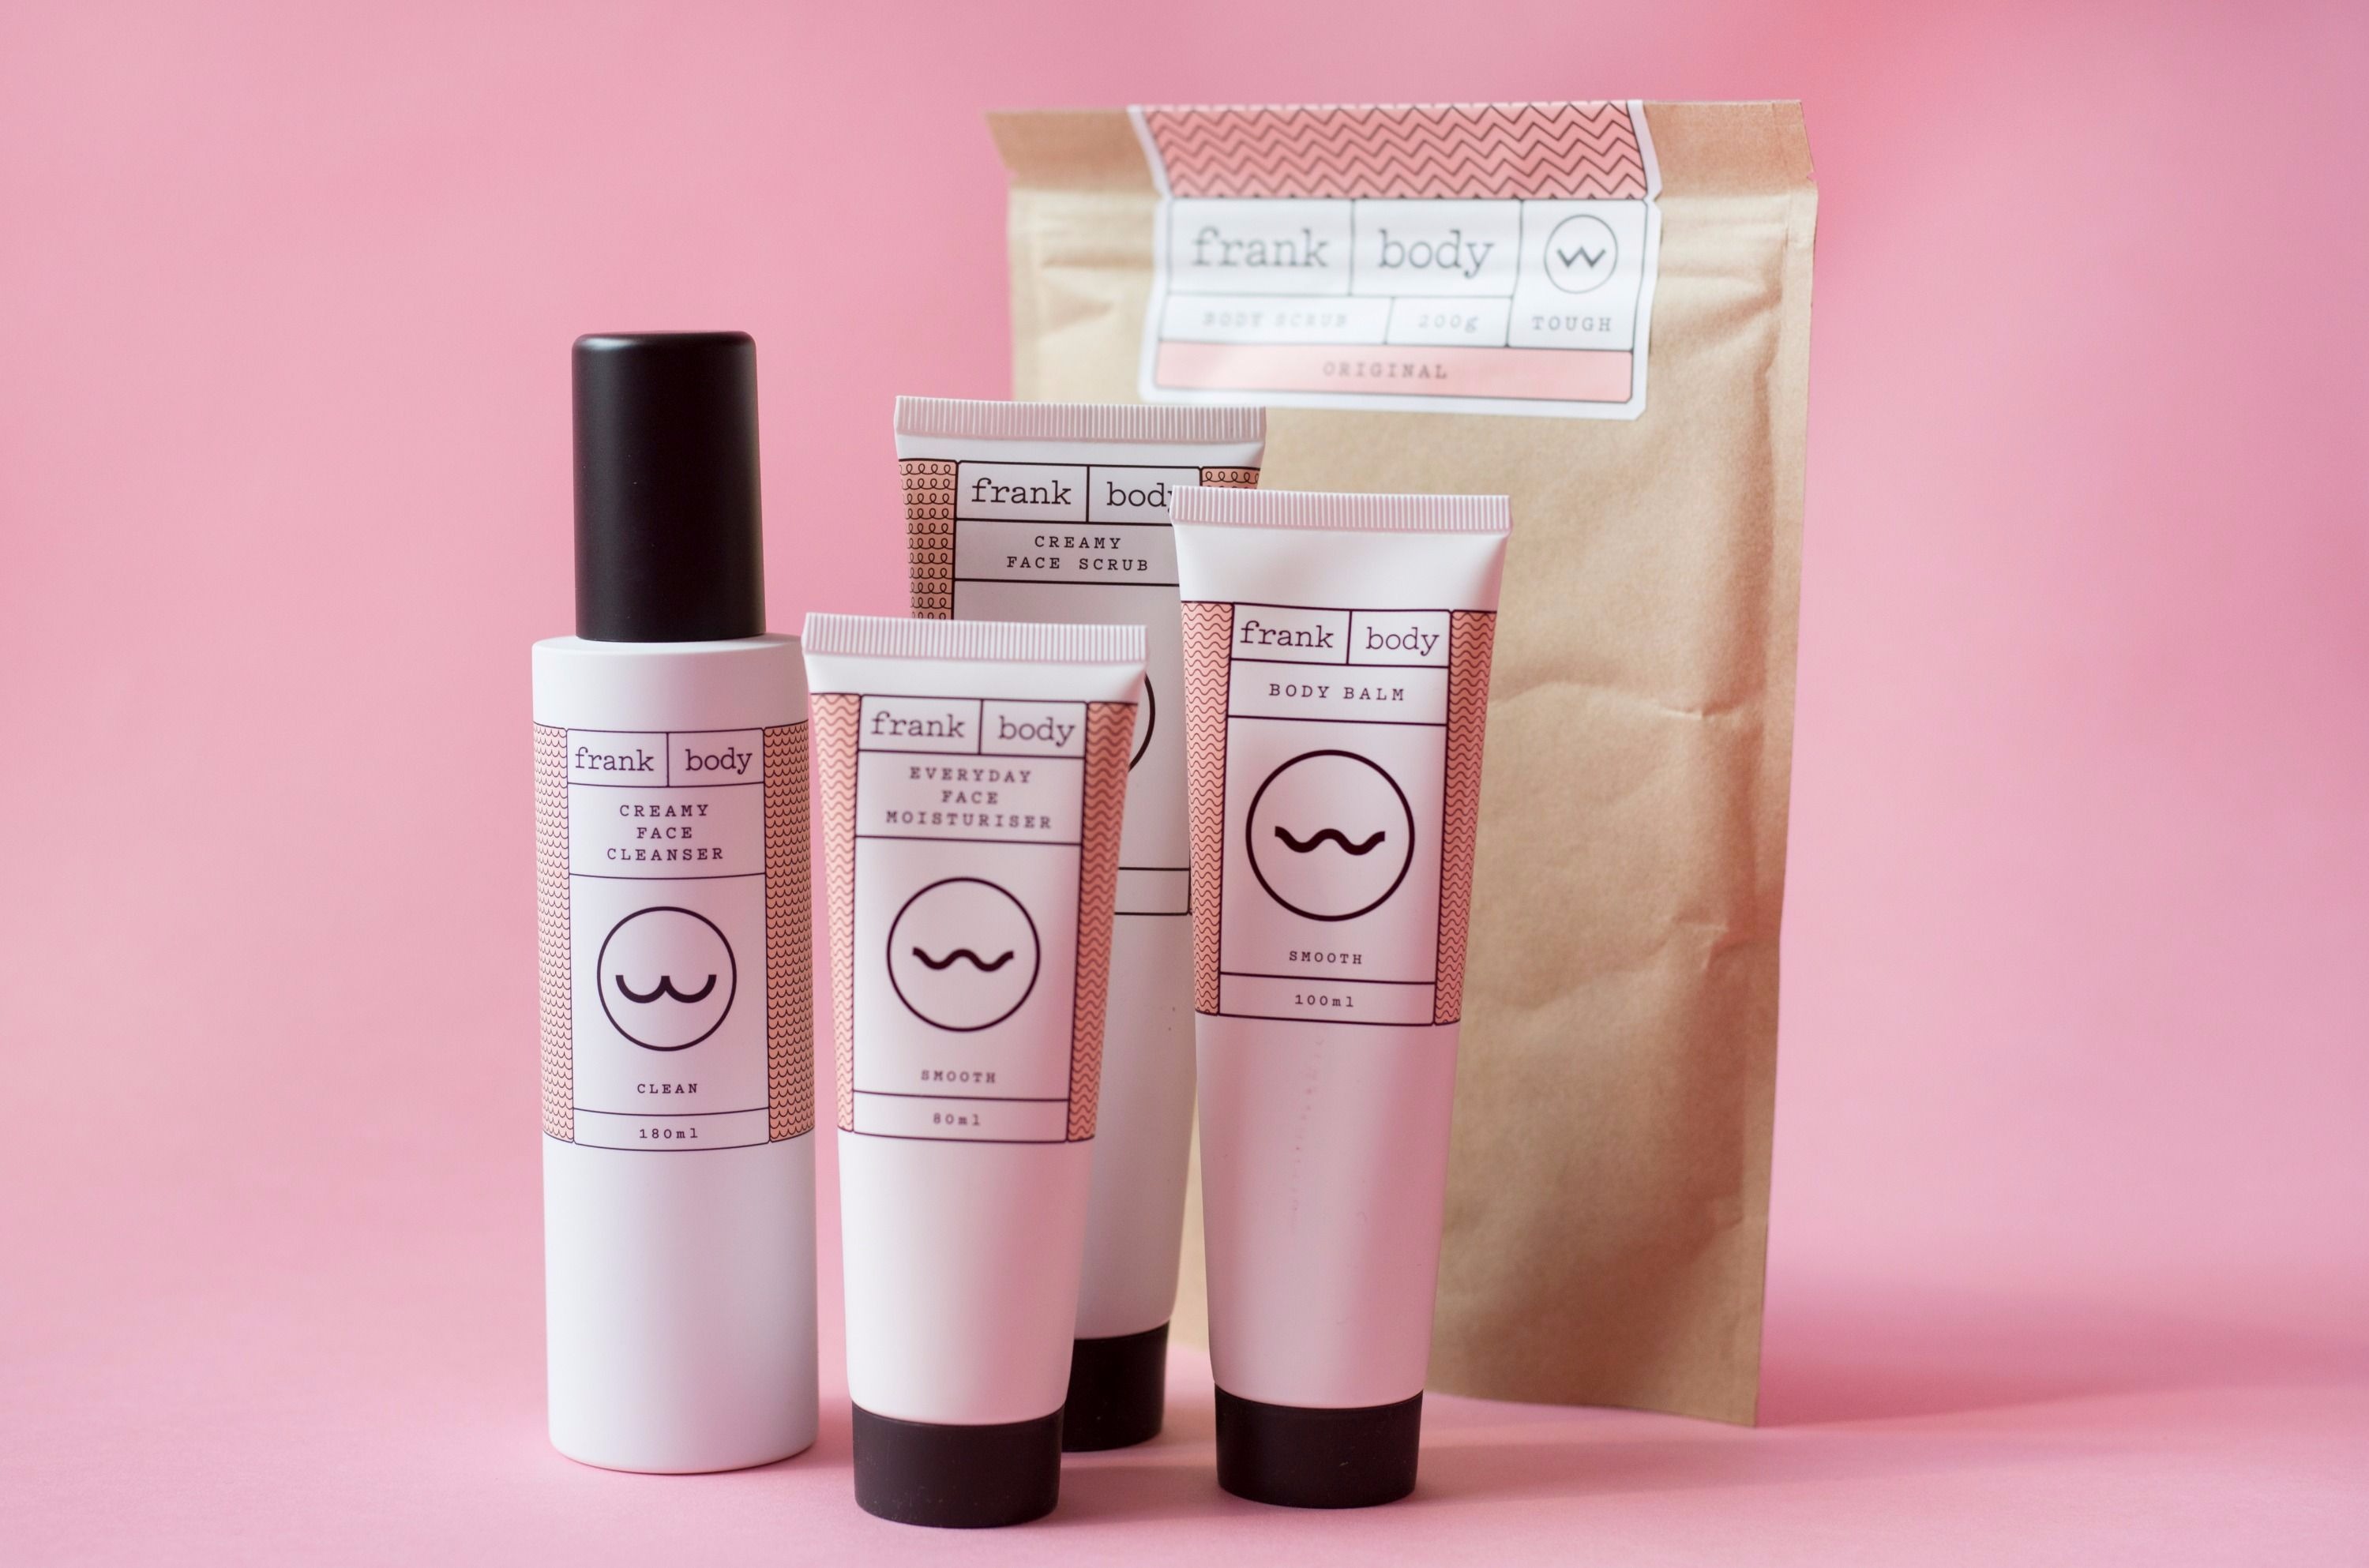 frank body
BODY SCRUB 200g TOUGH
ORIGINAL
frank body
CREAMY
FACE SCRUB
frank body
BODY BALM
SMOOTH
100ml
frank body
EVERYDAY
FACE
MOISTURISER
SMOOTH
80ml
frank body
CREAMY
FACE
CLEANSER
CLEAN
180ml